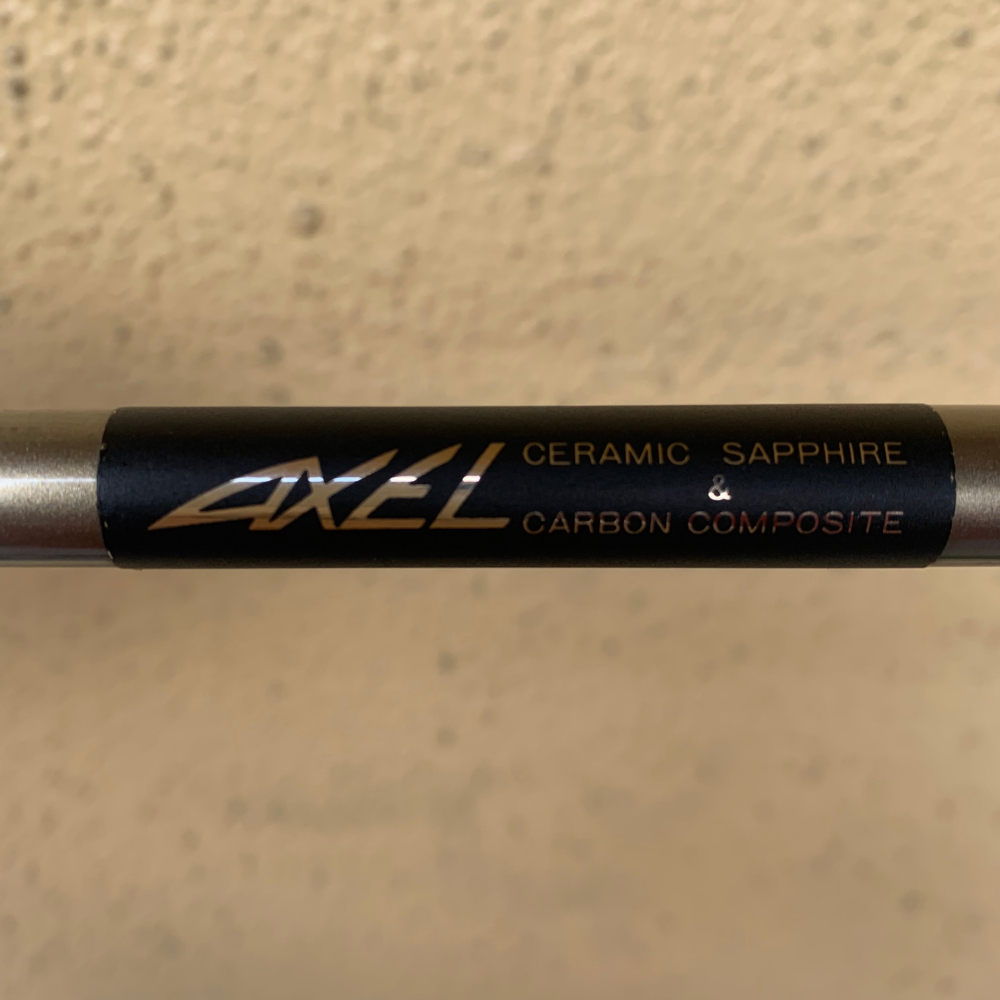 AXEL
CERAMIC SAPPHIRE
&
CARBON COMPOSITE